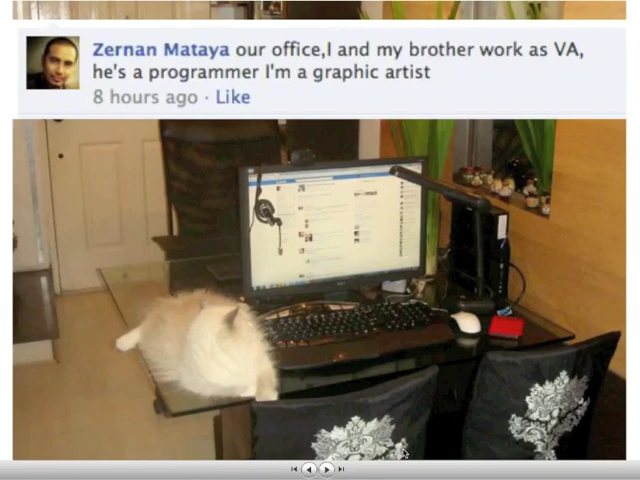 Zernan Mataya our office,I and my brother work as VA,
he's a programmer I'm a graphic artist
8 hours ago · Like